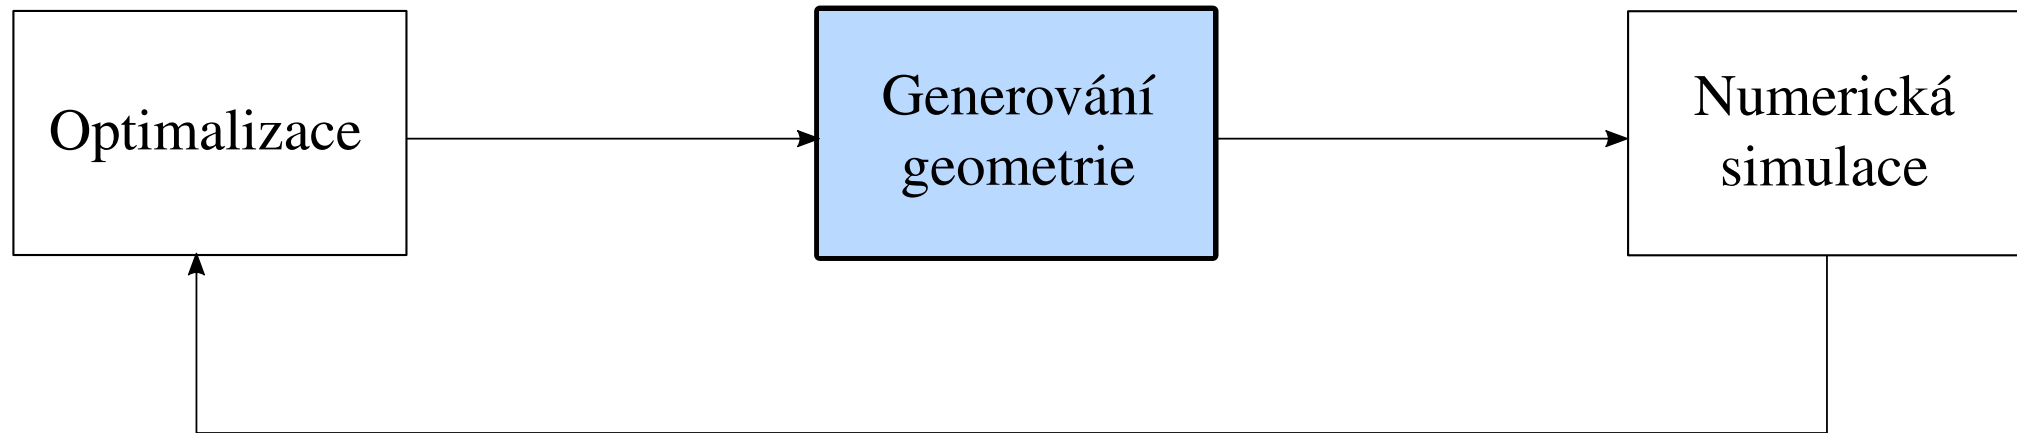 Optimalizace
Generování
geometrie
Numerická
simulace